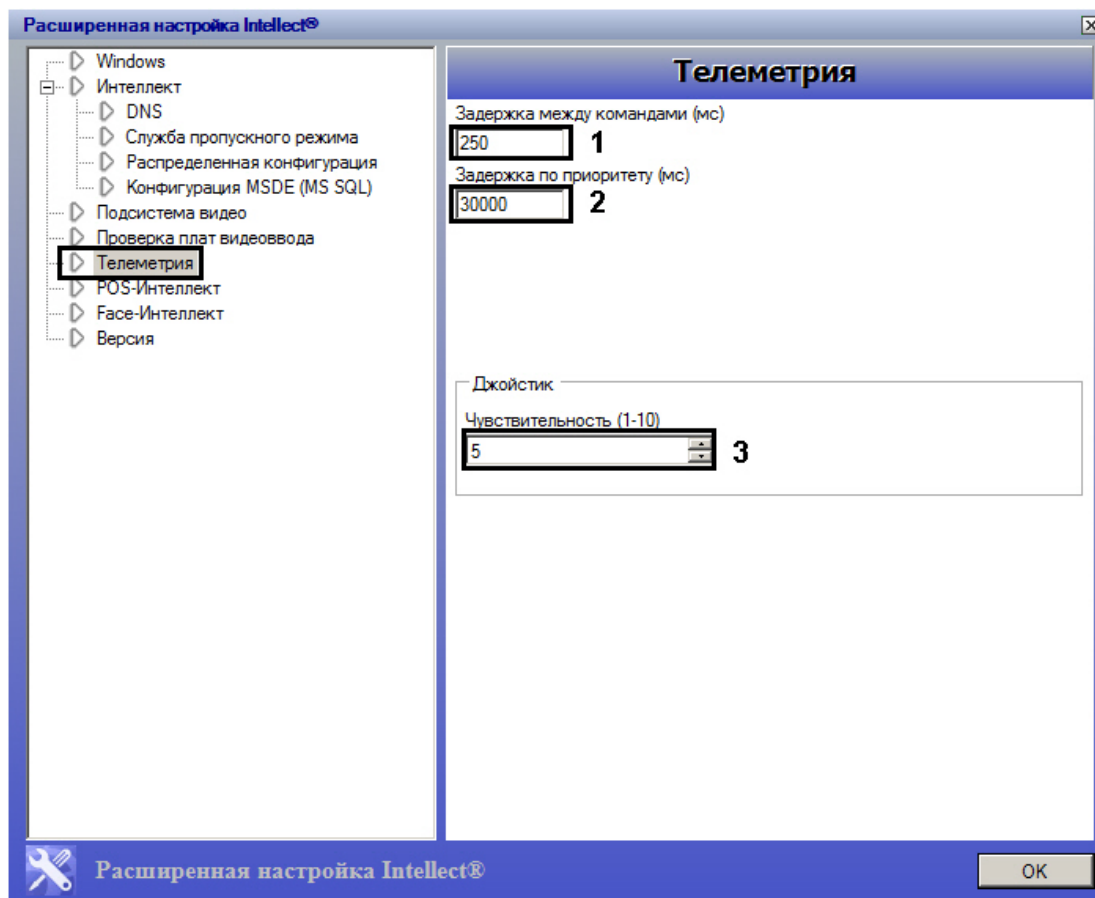 Расширенная настройка Intellect®
Windows
Интеллект
DNS
Служба пропускного режима
Распределенная конфигурация
Конфигурация MSDE (MS SQL)
Подсистема видео
Проверка плат видеоввода
Телеметрия
POS-Интеллект
Face-Интеллект
Версия
Телеметрия
Задержка между командами (мс)
250 1
Задержка по приоритету (мс)
30000 2
Джойстик
Чувствительность (1-10)
5 3
Расширенная настройка Intellect®
OK